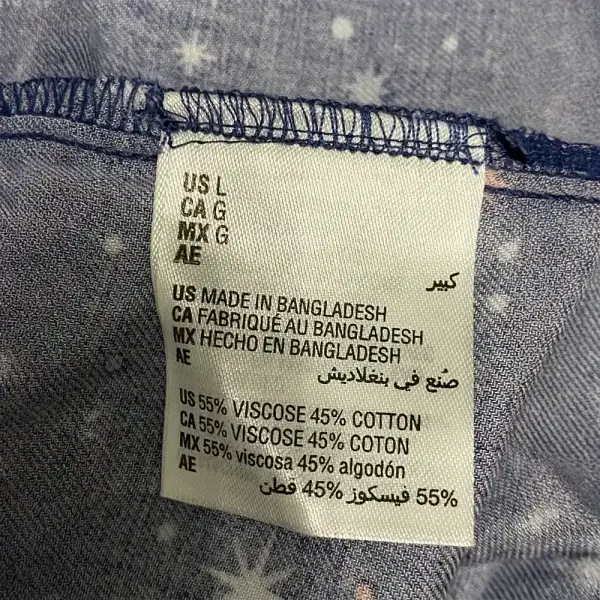 US L
CA G
MX G
AE
كبير
US MADE IN BANGLADESH
CA FABRIQUÉ AU BANGLADESH
MX HECHO EN BANGLADESH
AE
صُنع في بنغلاديش
US 55% VISCOSE 45% COTTON
CA 55% VISCOSE 45% COTON
MX 55% viscosa 45% algodón
AE
55% فيسكوز 45% قطن